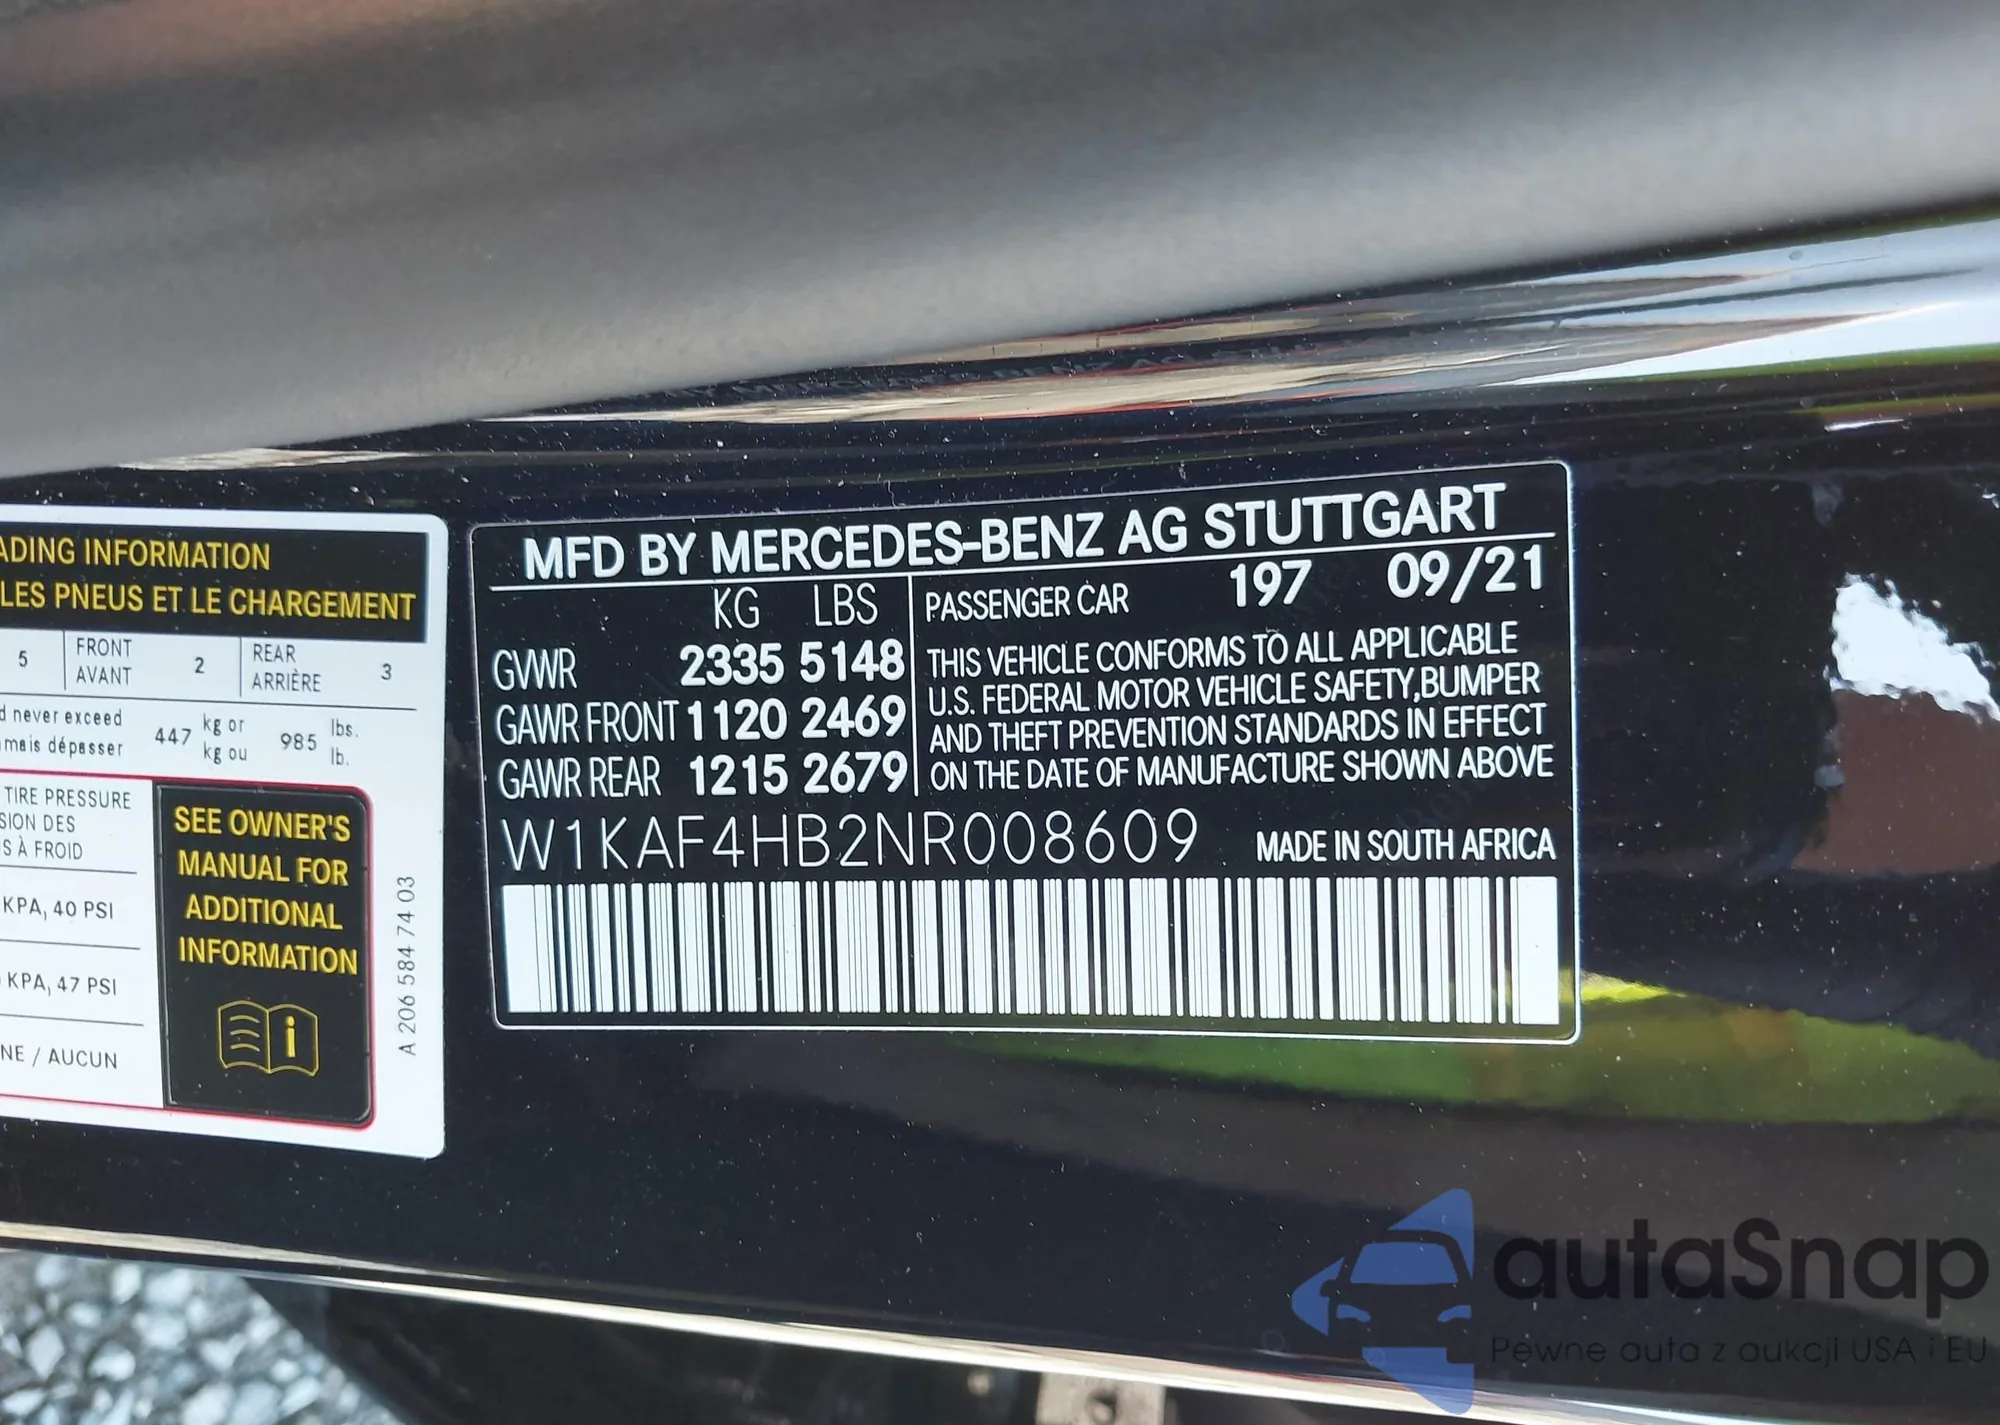 ADING INFORMATION
LES PNEUS ET LE CHARGEMENT
5 FRONT AVANT 2 REAR ARRIÈRE 3
never exceed 447 kg or 985 lbs.
dépasser kg ou lb.
TIRE PRESSURE
DES
À FROID
KPA, 40 PSI
KPA, 47 PSI
NE / AUCUN
SEE OWNER'S
MANUAL FOR
ADDITIONAL
INFORMATION
i
A 206 584 74 03
MFD BY MERCEDES-BENZ AG STUTTGART
KG LBS
GVWR 2335 5148
GAWR FRONT 1120 2469
GAWR REAR 1215 2679
PASSENGER CAR 197 09/21
THIS VEHICLE CONFORMS TO ALL APPLICABLE
U.S. FEDERAL MOTOR VEHICLE SAFETY,BUMPER
AND THEFT PREVENTION STANDARDS IN EFFECT
ON THE DATE OF MANUFACTURE SHOWN ABOVE
W1KAF4HB2NR008609 MADE IN SOUTH AFRICA
autaSnap
Pewne auta z aukcji USA i EU